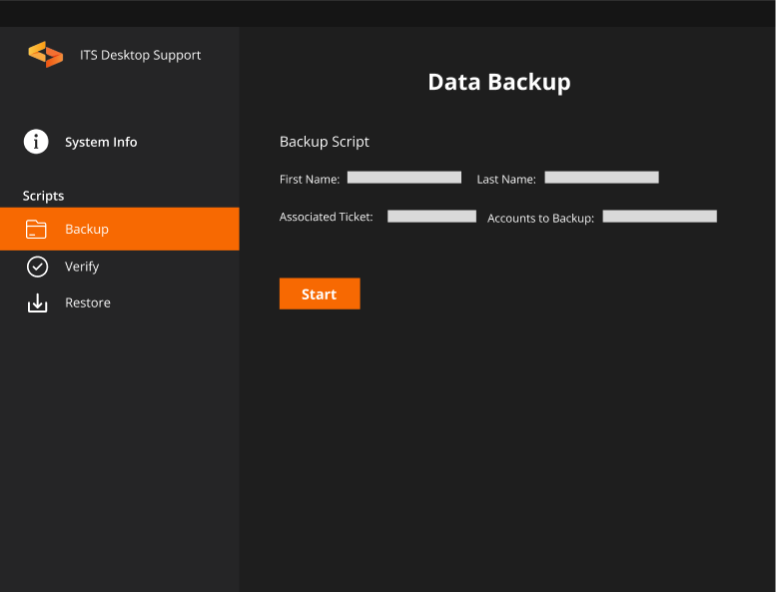 ITS Desktop Support
System Info
Scripts
Backup
Verify
Restore
Data Backup
Backup Script
First Name: Last Name:
Associated Ticket: Accounts to Backup:
Start